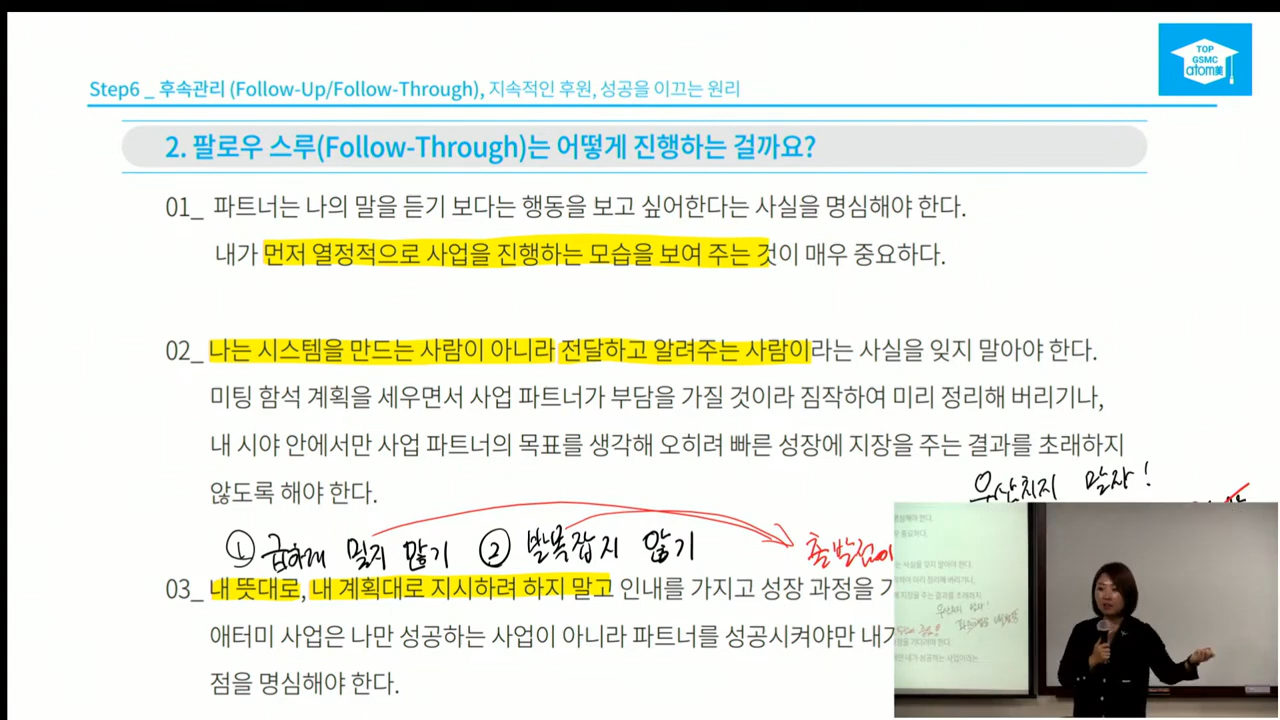 TOP
GSMC
atom美
Step6 _ 후속관리 (Follow-Up/Follow-Through), 지속적인 후원, 성공을 이끄는 원리
2. 팔로우 스루(Follow-Through)는 어떻게 진행하는 걸까요?
01_ 파트너는 나의 말을 듣기 보다는 행동을 보고 싶어한다는 사실을 명심해야 한다.
내가 먼저 열정적으로 사업을 진행하는 모습을 보여 주는 것이 매우 중요하다.
02_ 나는 시스템을 만드는 사람이 아니라 전달하고 알려주는 사람이라는 사실을 잊지 말아야 한다.
미팅 함석 계획을 세우면서 사업 파트너가 부담을 가질 것이라 짐작하여 미리 정리해 버리기나,
내 시야 안에서만 사업 파트너의 목표를 생각해 오히려 빠른 성장에 지장을 주는 결과를 초래하지
않도록 해야 한다.
우산치지 말자!
① 급하게 밀지 않기 ② 발목잡지 않기
출발점이
03_ 내 뜻대로, 내 계획대로 지시하려 하지 말고 인내를 가지고 성장 과정을
애터미 사업은 나만 성공하는 사업이 아니라 파트너를 성공시켜야만 내가
점을 명심해야 한다.